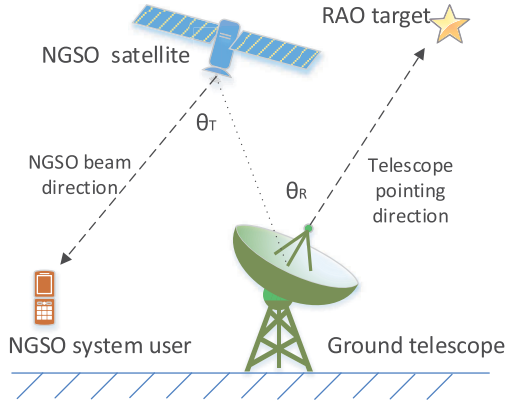 RAO target
NGSO satellite
θT
NGSO beam
direction
Telescope
pointing
direction
θR
NGSO system user
Ground telescope